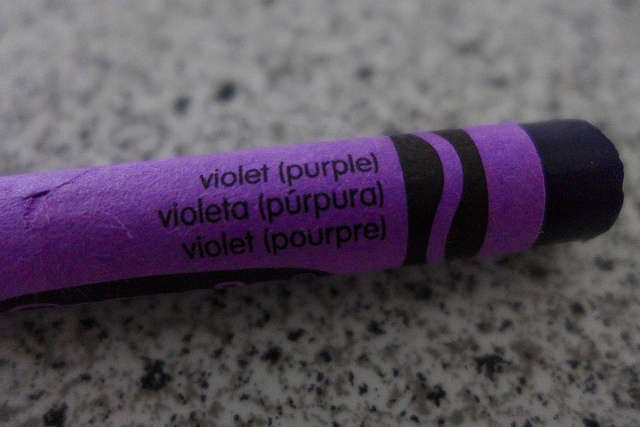 violet (purple)
violeta (púrpura)
violet (pourpre)